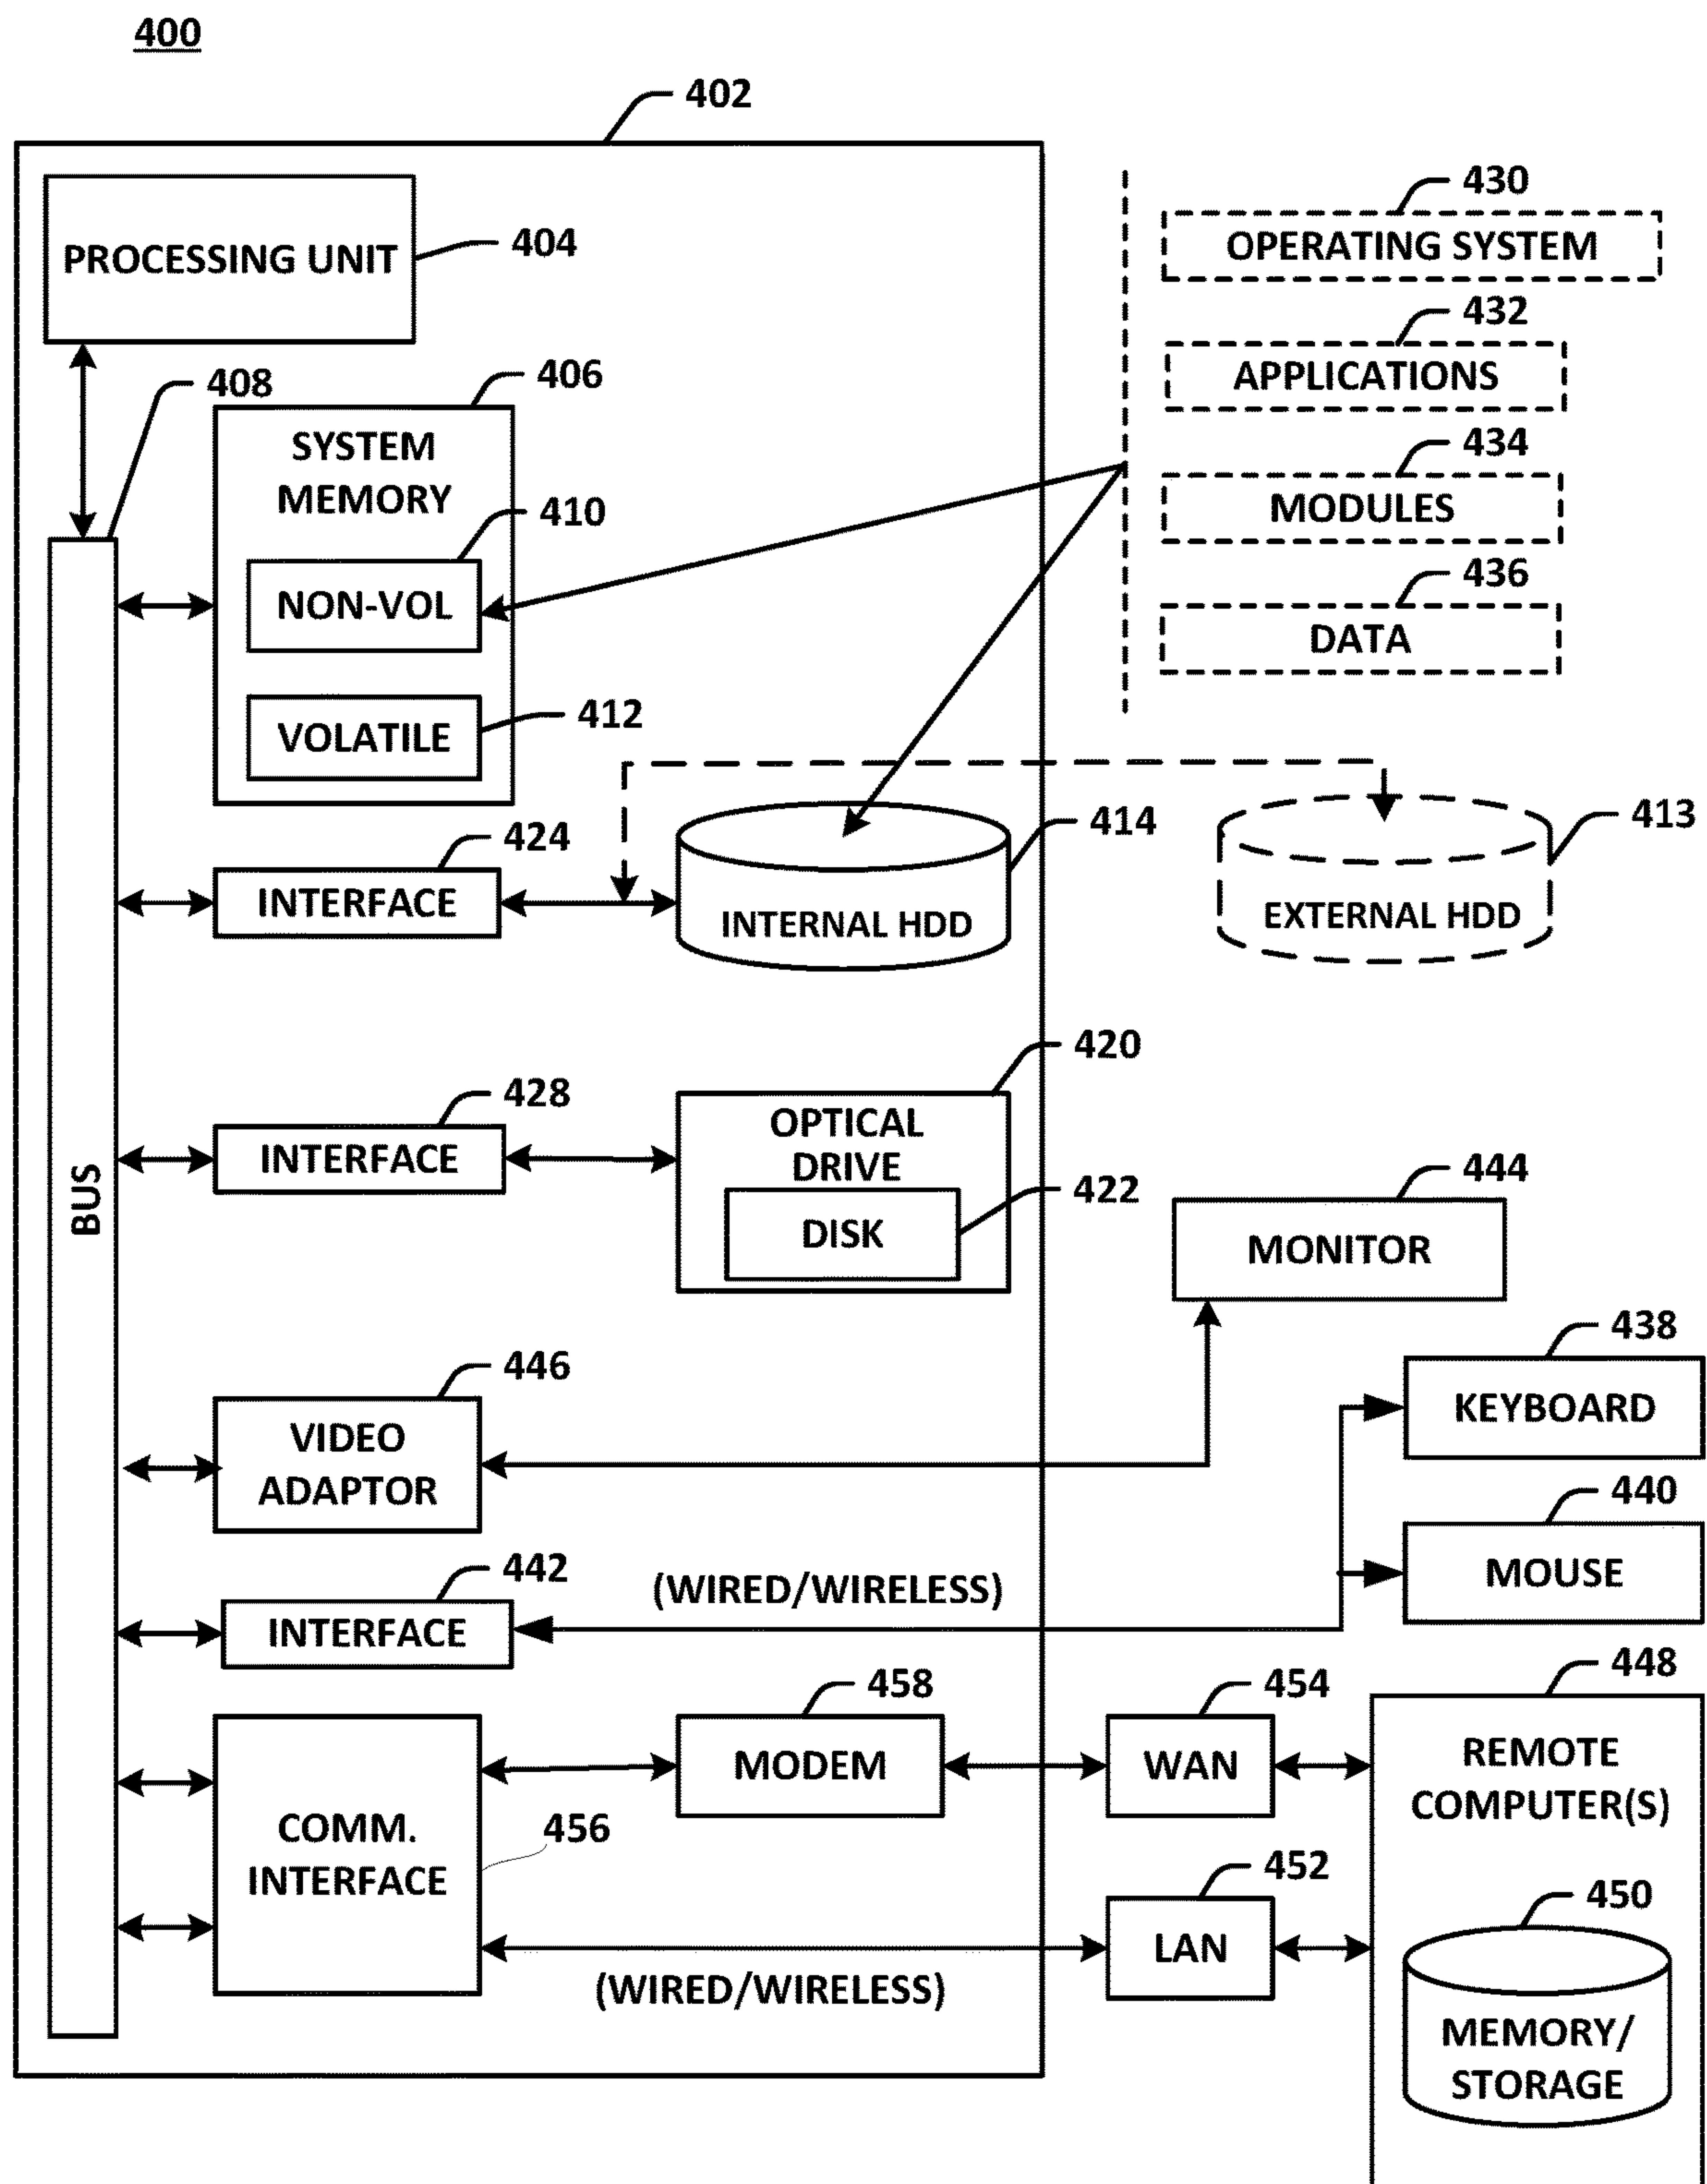 400
402
PROCESSING UNIT
404
430
OPERATING SYSTEM
432
APPLICATIONS
434
MODULES
436
DATA
408
406
SYSTEM
MEMORY
410
NON-VOL
412
VOLATILE
424
INTERFACE
414
INTERNAL HDD
413
EXTERNAL HDD
BUS
428
INTERFACE
420
OPTICAL
DRIVE
422
DISK
444
MONITOR
446
VIDEO
ADAPTOR
438
KEYBOARD
440
MOUSE
442
INTERFACE
(WIRED/WIRELESS)
456
COMM.
INTERFACE
458
MODEM
454
WAN
448
REMOTE
COMPUTER(S)
452
LAN
(WIRED/WIRELESS)
450
MEMORY/
STORAGE